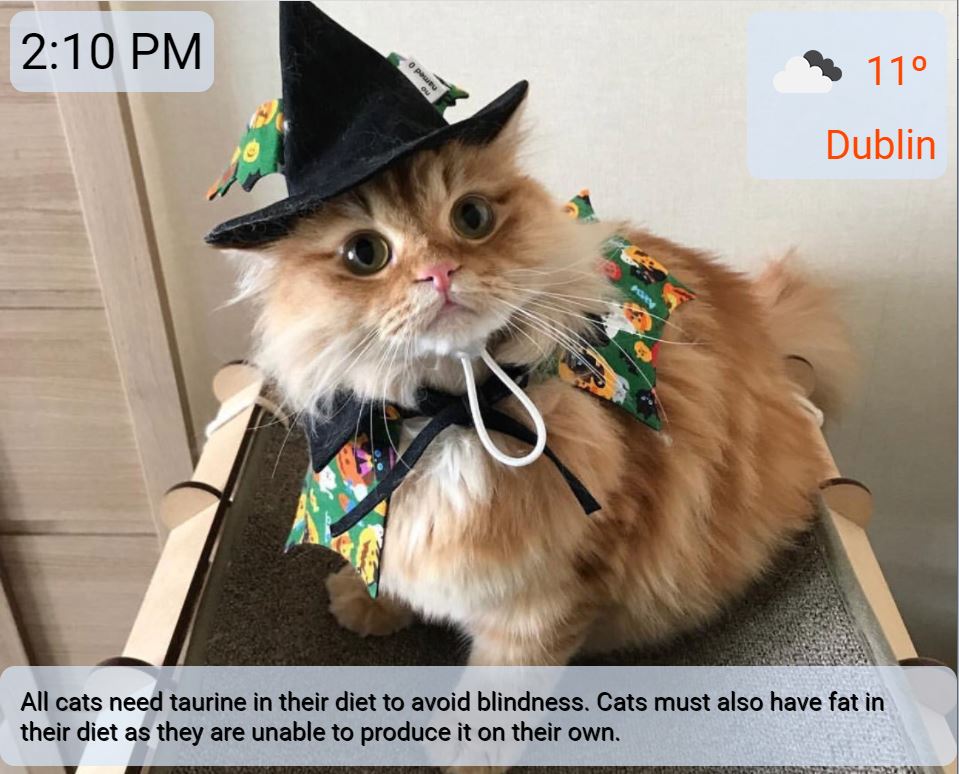 2:10 PM
11º
Dublin
All cats need taurine in their diet to avoid blindness. Cats must also have fat in
their diet as they are unable to produce it on their own.